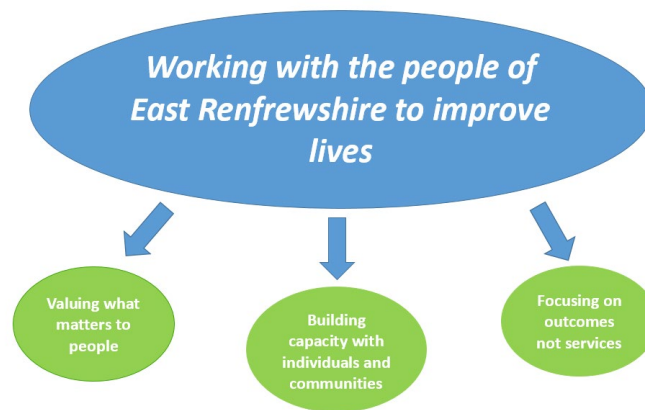 Working with the people of
East Renfrewshire to improve
lives
Valuing what
matters to
people
Building
capacity with
individuals and
communities
Focusing on
outcomes
not services